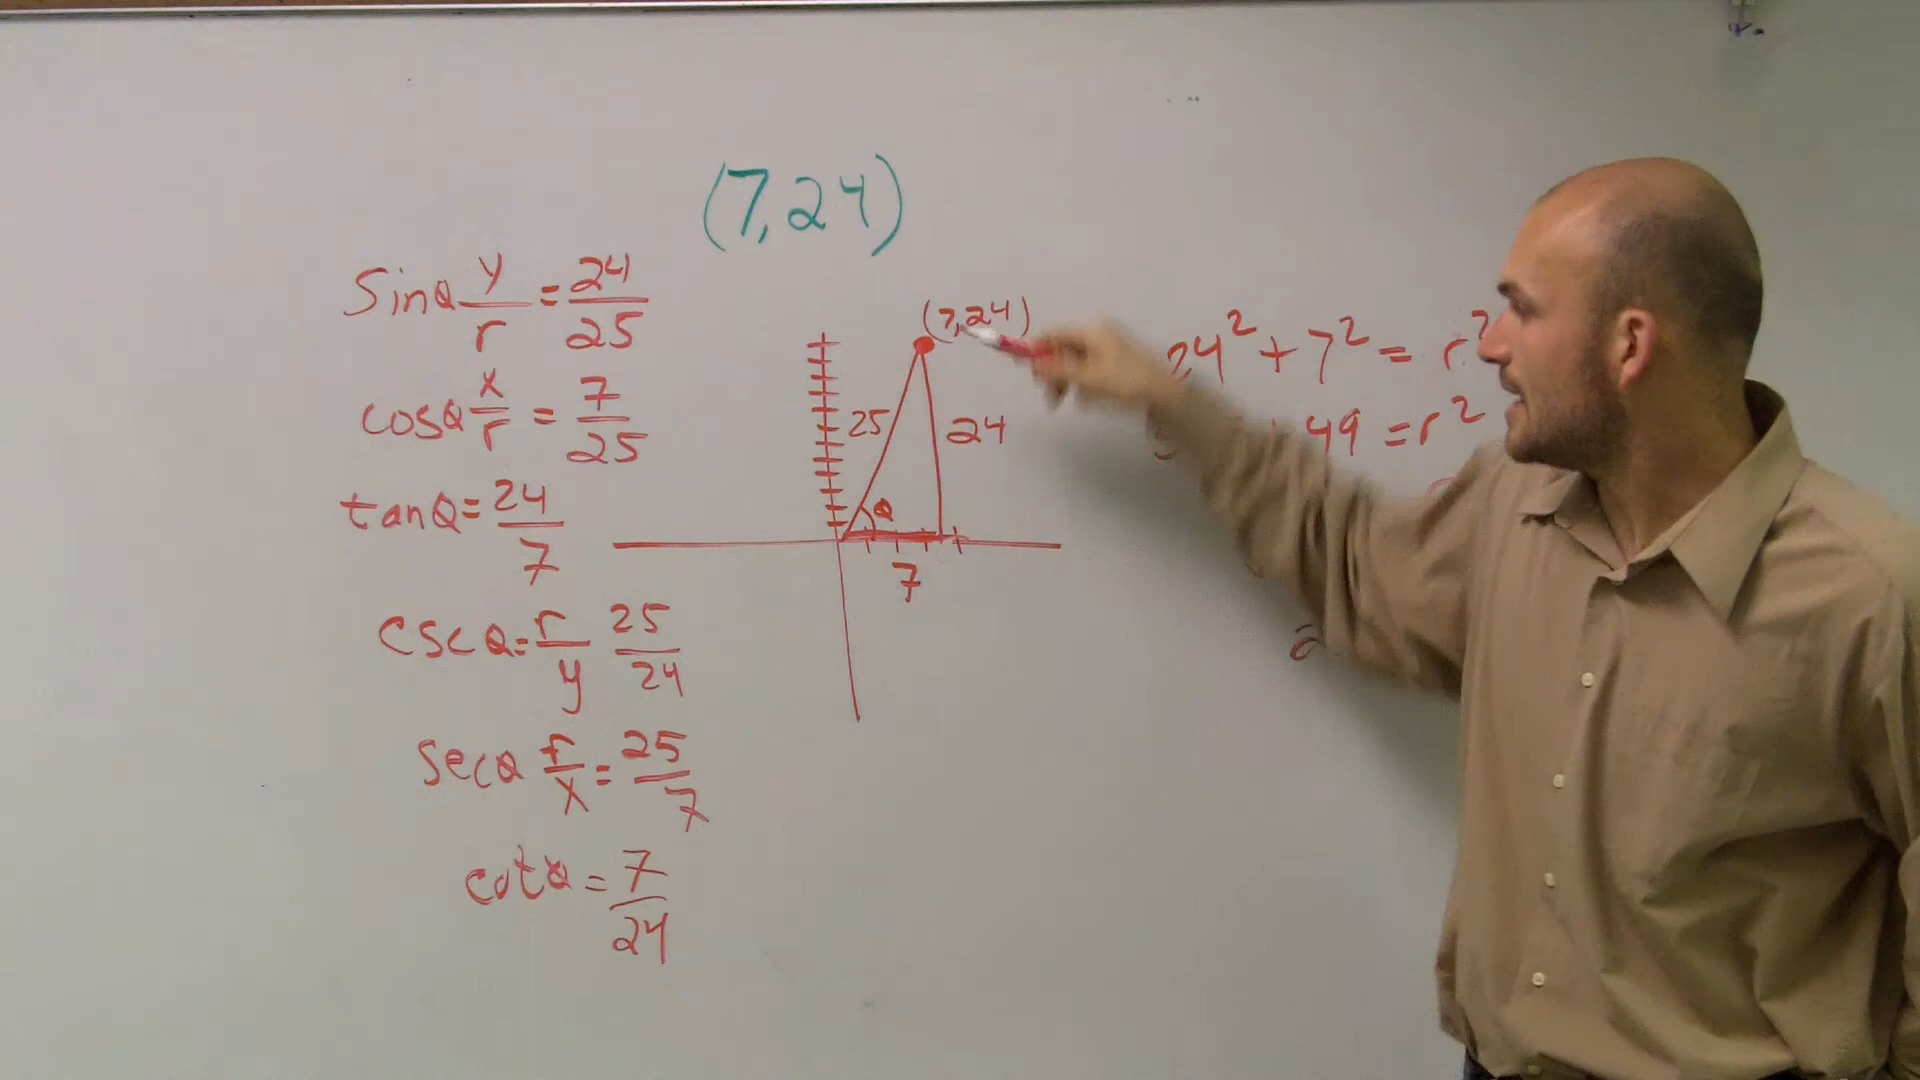 (7,24)
Sinθ y/r = 24/25
cosθ x/r = 7/25
tanθ = 24/7
cscθ = r/y 25/24
secθ r/x = 25/7
cotθ = 7/24
(7,24)
25
24
θ
7
24² + 7² = r²
49 = r²